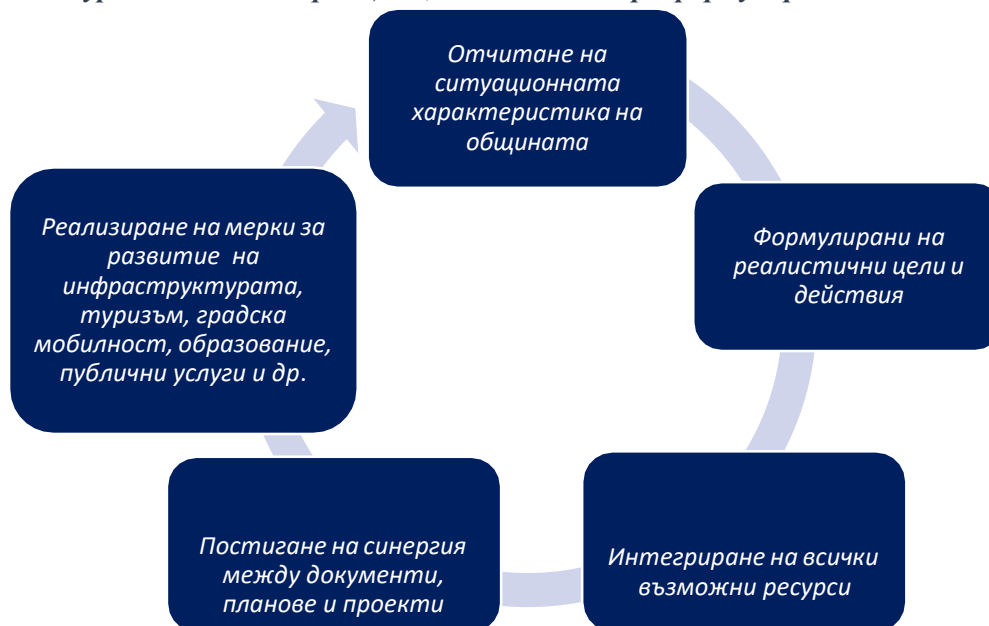 Отчитане на
ситуационната
характеристика на
общината
Формулирани на
реалистични цели и
действия
Интегриране на всички
възможни ресурси
Постигане на синергия
между документи,
планове и проекти
Реализиране на мерки за
развитие на
инфраструктурата,
туризъм, градска
мобилност, образование,
публични услуги и др.